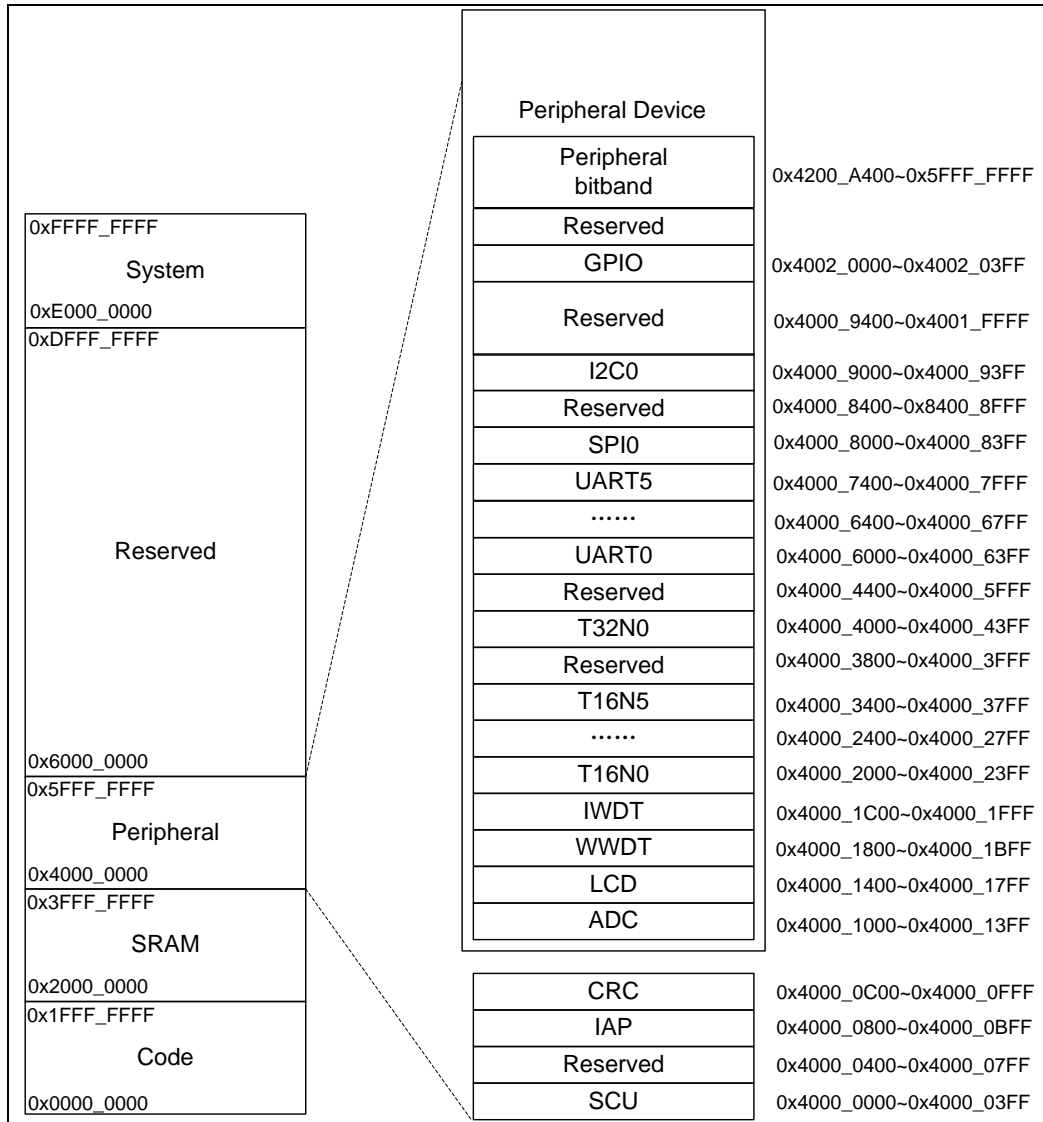 0xFFFF_FFFF
System
0xE000_0000
0xDFFF_FFFF
Reserved
0x6000_0000
0x5FFF_FFFF
Peripheral
0x4000_0000
0x3FFF_FFFF
SRAM
0x2000_0000
0x1FFF_FFFF
Code
0x0000_0000
Peripheral Device
Peripheral
bitband
0x4200_A400~0x5FFF_FFFF
Reserved
GPIO 0x4002_0000~0x4002_03FF
Reserved 0x4000_9400~0x4001_FFFF
I2C0 0x4000_9000~0x4000_93FF
Reserved 0x4000_8400~0x8400_8FFF
SPI0 0x4000_8000~0x4000_83FF
UART5 0x4000_7400~0x4000_7FFF
…… 0x4000_6400~0x4000_67FF
UART0 0x4000_6000~0x4000_63FF
Reserved 0x4000_4400~0x4000_5FFF
T32N0 0x4000_4000~0x4000_43FF
Reserved 0x4000_3800~0x4000_3FFF
T16N5 0x4000_3400~0x4000_37FF
…… 0x4000_2400~0x4000_27FF
T16N0 0x4000_2000~0x4000_23FF
IWDT 0x4000_1C00~0x4000_1FFF
WWDT 0x4000_1800~0x4000_1BFF
LCD 0x4000_1400~0x4000_17FF
ADC 0x4000_1000~0x4000_13FF
CRC 0x4000_0C00~0x4000_0FFF
IAP 0x4000_0800~0x4000_0BFF
Reserved 0x4000_0400~0x4000_07FF
SCU 0x4000_0000~0x4000_03FF